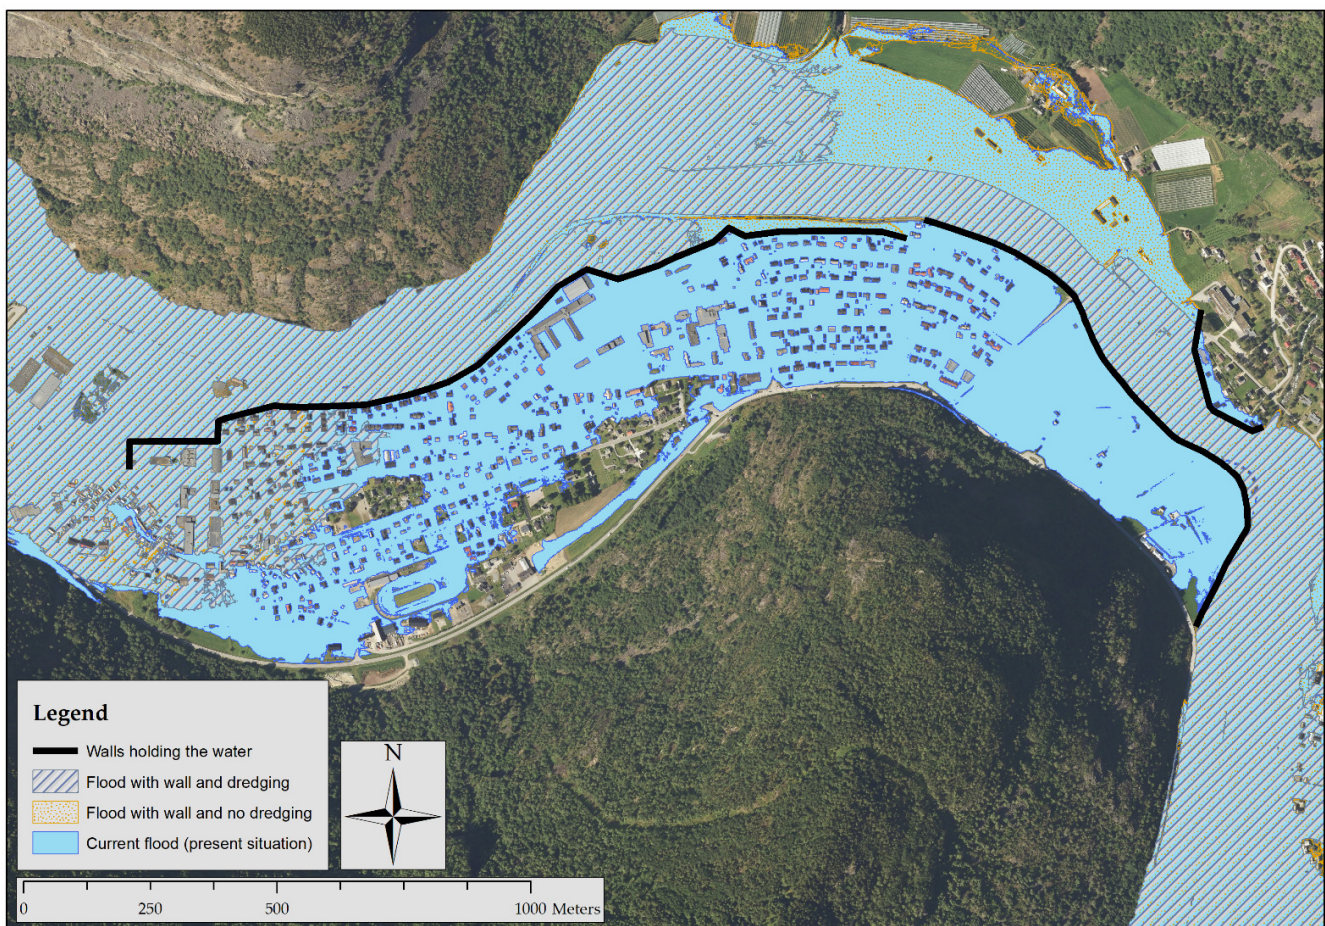 Legend
Walls holding the water
Flood with wall and dredging
Flood with wall and no dredging
Current flood (present situation)
N
0 250 500 1000 Meters